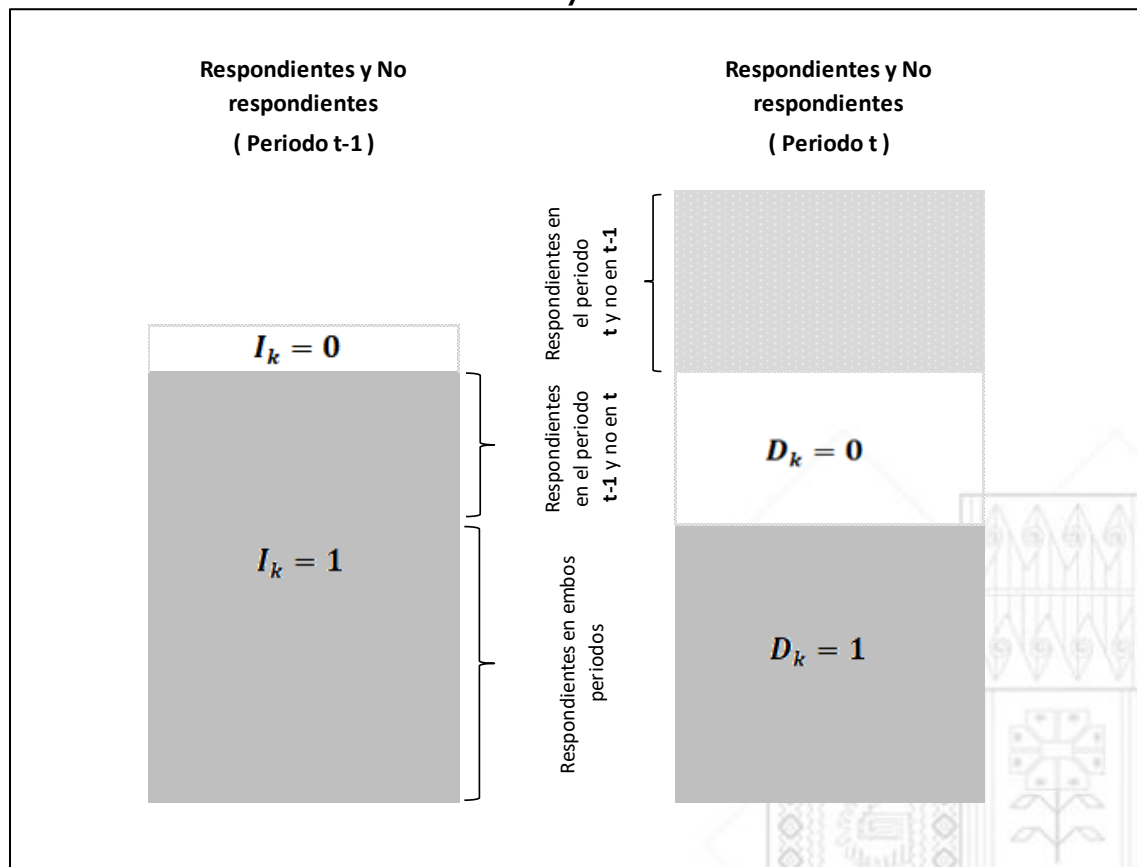 Respondientes y No
respondientes
( Periodo t-1 )
Respondientes y No
respondientes
( Periodo t )
Respondientes en
el periodo
t y no en t-1
I_k = 0
Respondientes
en el periodo
t-1 y no en t
D_k = 0
I_k = 1
Respondientes en embos
periodos
D_k = 1